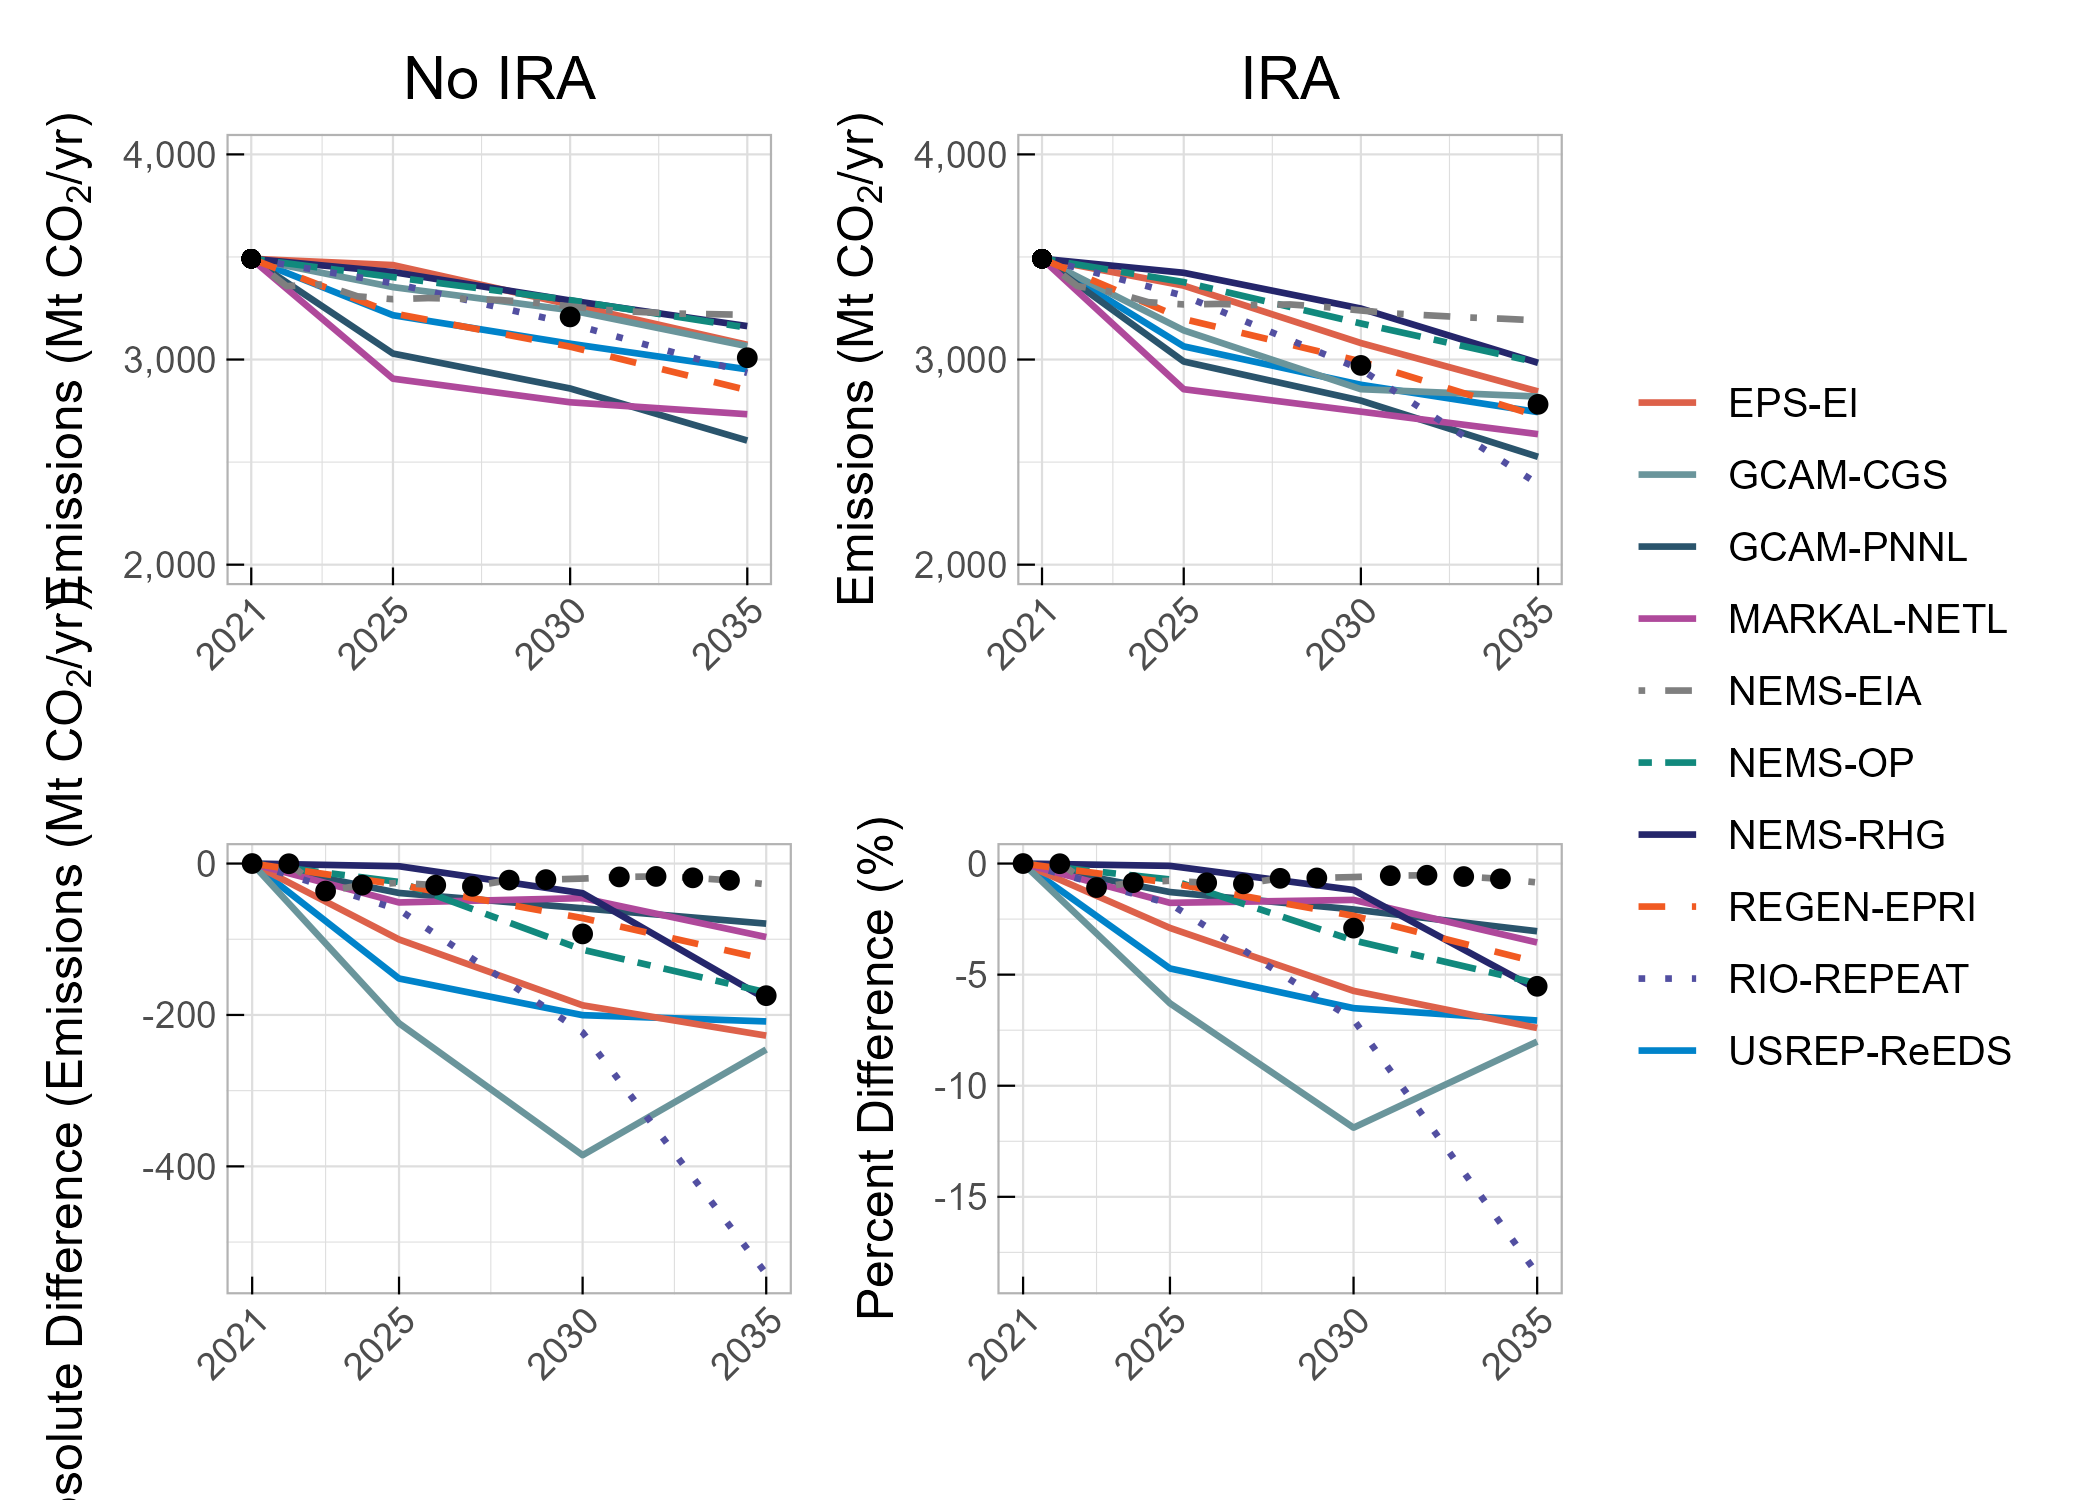 No IRA
IRA
Emissions (Mt CO2/yr)
4,000
3,000
2,000
2021
2025
2030
2035
Emissions (Mt CO2/yr)
4,000
3,000
2,000
2021
2025
2030
2035
Difference (Emissions (Mt CO2/yr))
0
-200
-400
2021
2025
2030
2035
Percent Difference (%)
0
-5
-10
-15
2021
2025
2030
2035
EPS-EI
GCAM-CGS
GCAM-PNNL
MARKAL-NETL
NEMS-EIA
NEMS-OP
NEMS-RHG
REGEN-EPRI
RIO-REPEAT
USREP-ReEDS